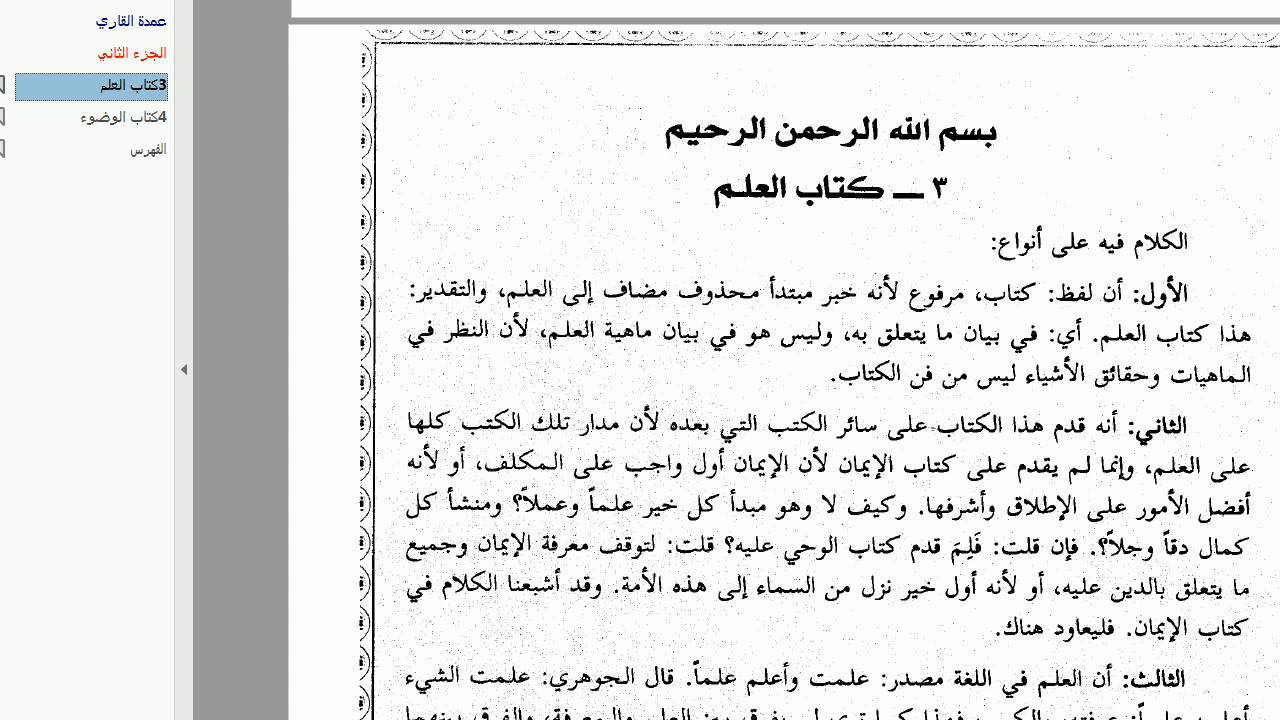 عمدة القاري
الجزء الثاني
3كتاب العلم
4كتاب الوضوء
الفهرس
بسم الله الرحمن الرحيم
٣ ـــ كتاب العلم
الكلام فيه على أنواع:
الأول: أن لفظ: كتاب، مرفوع لأنه خبر مبتدأ محذوف مضاف إلى العلم، والتقدير:
هذا كتاب العلم. أي: في بيان ما يتعلق به، وليس هو في بيان ماهية العلم، لأن النظر في
الماهيات وحقائق الأشياء ليس من فن الكتاب.
الثاني: أنه قدم هذا الكتاب على سائر الكتب التي بعده لأن مدار تلك الكتب كلها
على العلم، وإنما لم يقدم على كتاب الإيمان لأن الإيمان أول واجب على المكلف، أو لأنه
أفضل الأمور على الإطلاق وأشرفها. وكيف لا وهو مبدأ كل خير علماً وعملاً؟ ومنشأ كل
كمال دقاً وجلاً؟. فإن قلت: فَلِمَ قدم كتاب الوحي عليه؟ قلت: لتوقف معرفة الإيمان وجميع
ما يتعلق بالدين عليه، أو لأنه أول خير نزل من السماء إلى هذه الأمة. وقد أشبعنا الكلام في
كتاب الإيمان. فليعاود هناك.
الثالث: أن العلم في اللغة مصدر: علمت وأعلم علماً. قال الجوهري: علمت الشيء